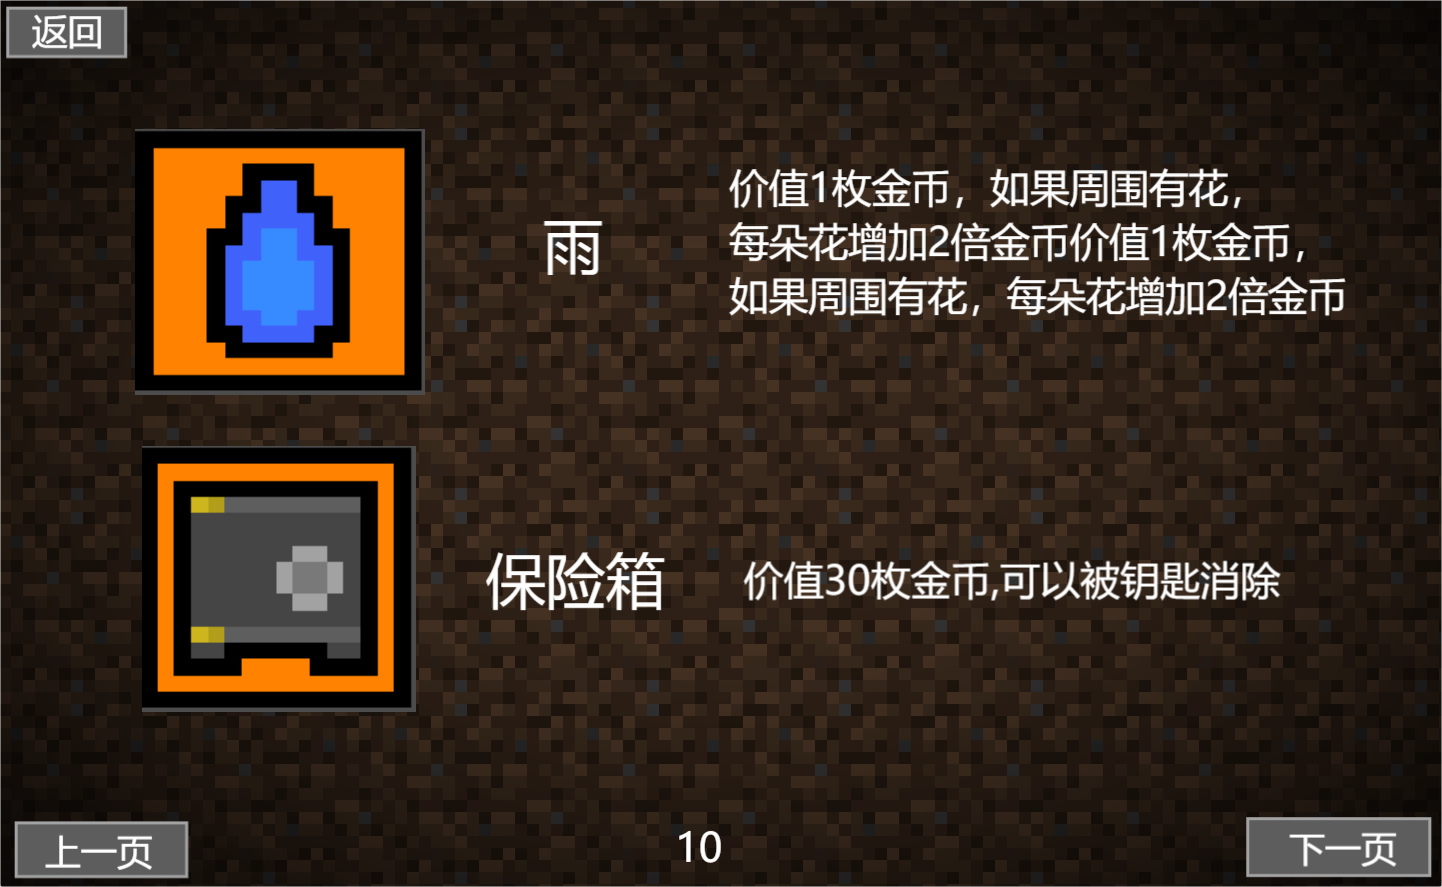 返回
雨
价值1枚金币，如果周围有花，
每朵花增加2倍金币价值1枚金币，
如果周围有花，每朵花增加2倍金币
保险箱
价值30枚金币,可以被钥匙消除
上一页
10
下一页